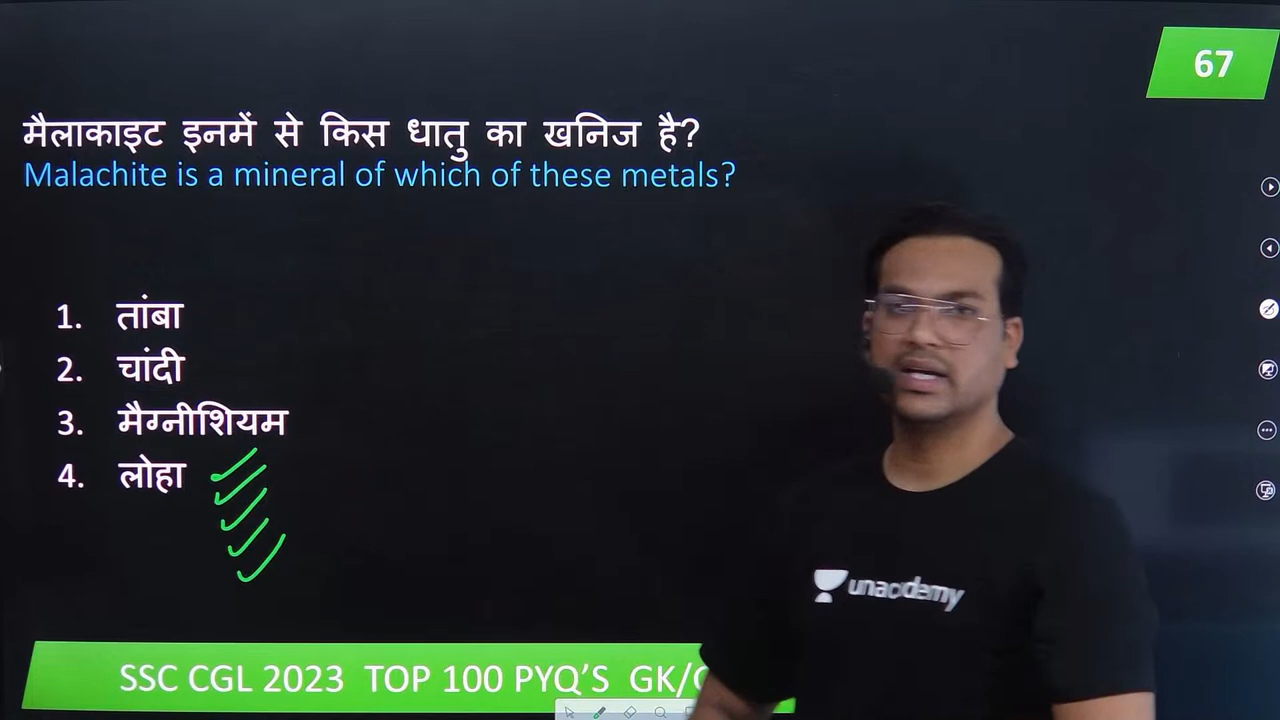 67
मैलाकाइट इनमें से किस धातु का खनिज है?
Malachite is a mineral of which of these metals?
1. तांबा
2. चांदी
3. मैग्नीशियम
4. लोहा
unacademy
SSC CGL 2023 TOP 100 PYQ'S GK/